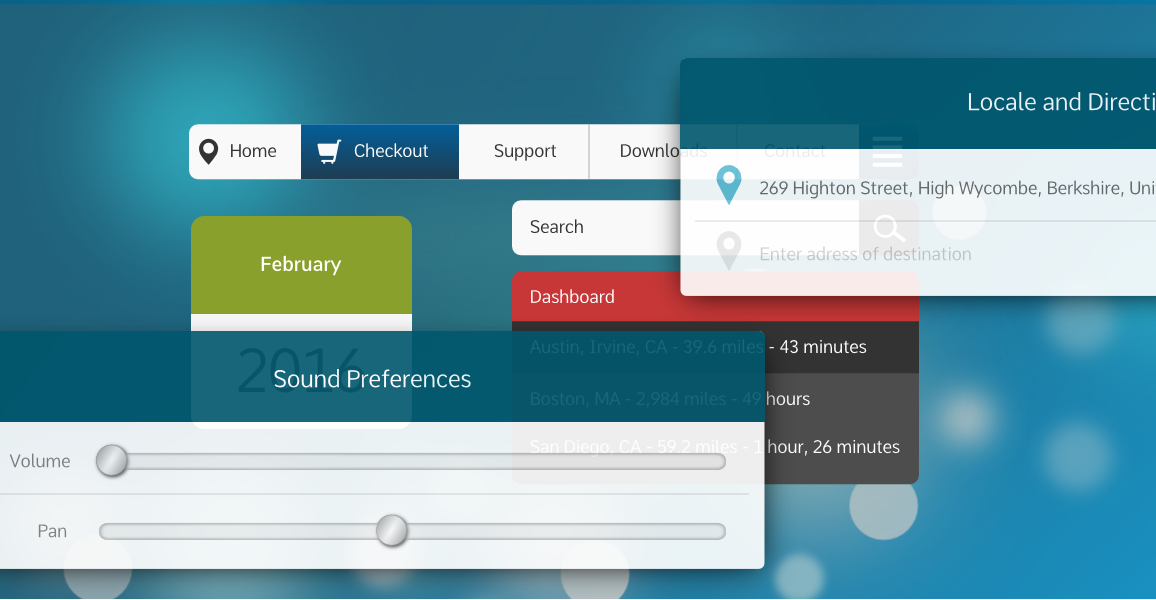 Locale and Directi
Home
Checkout
Support
Downloads
Contact
269 Highton Street, High Wycombe, Berkshire, Uni
Search
Enter adress of destination
February
2016
Dashboard
Austin, Irvine, CA - 39.6 miles - 43 minutes
Boston, MA - 2,984 miles - 49 hours
San Diego, CA - 59.2 miles - 1 hour, 26 minutes
Sound Preferences
Volume
Pan